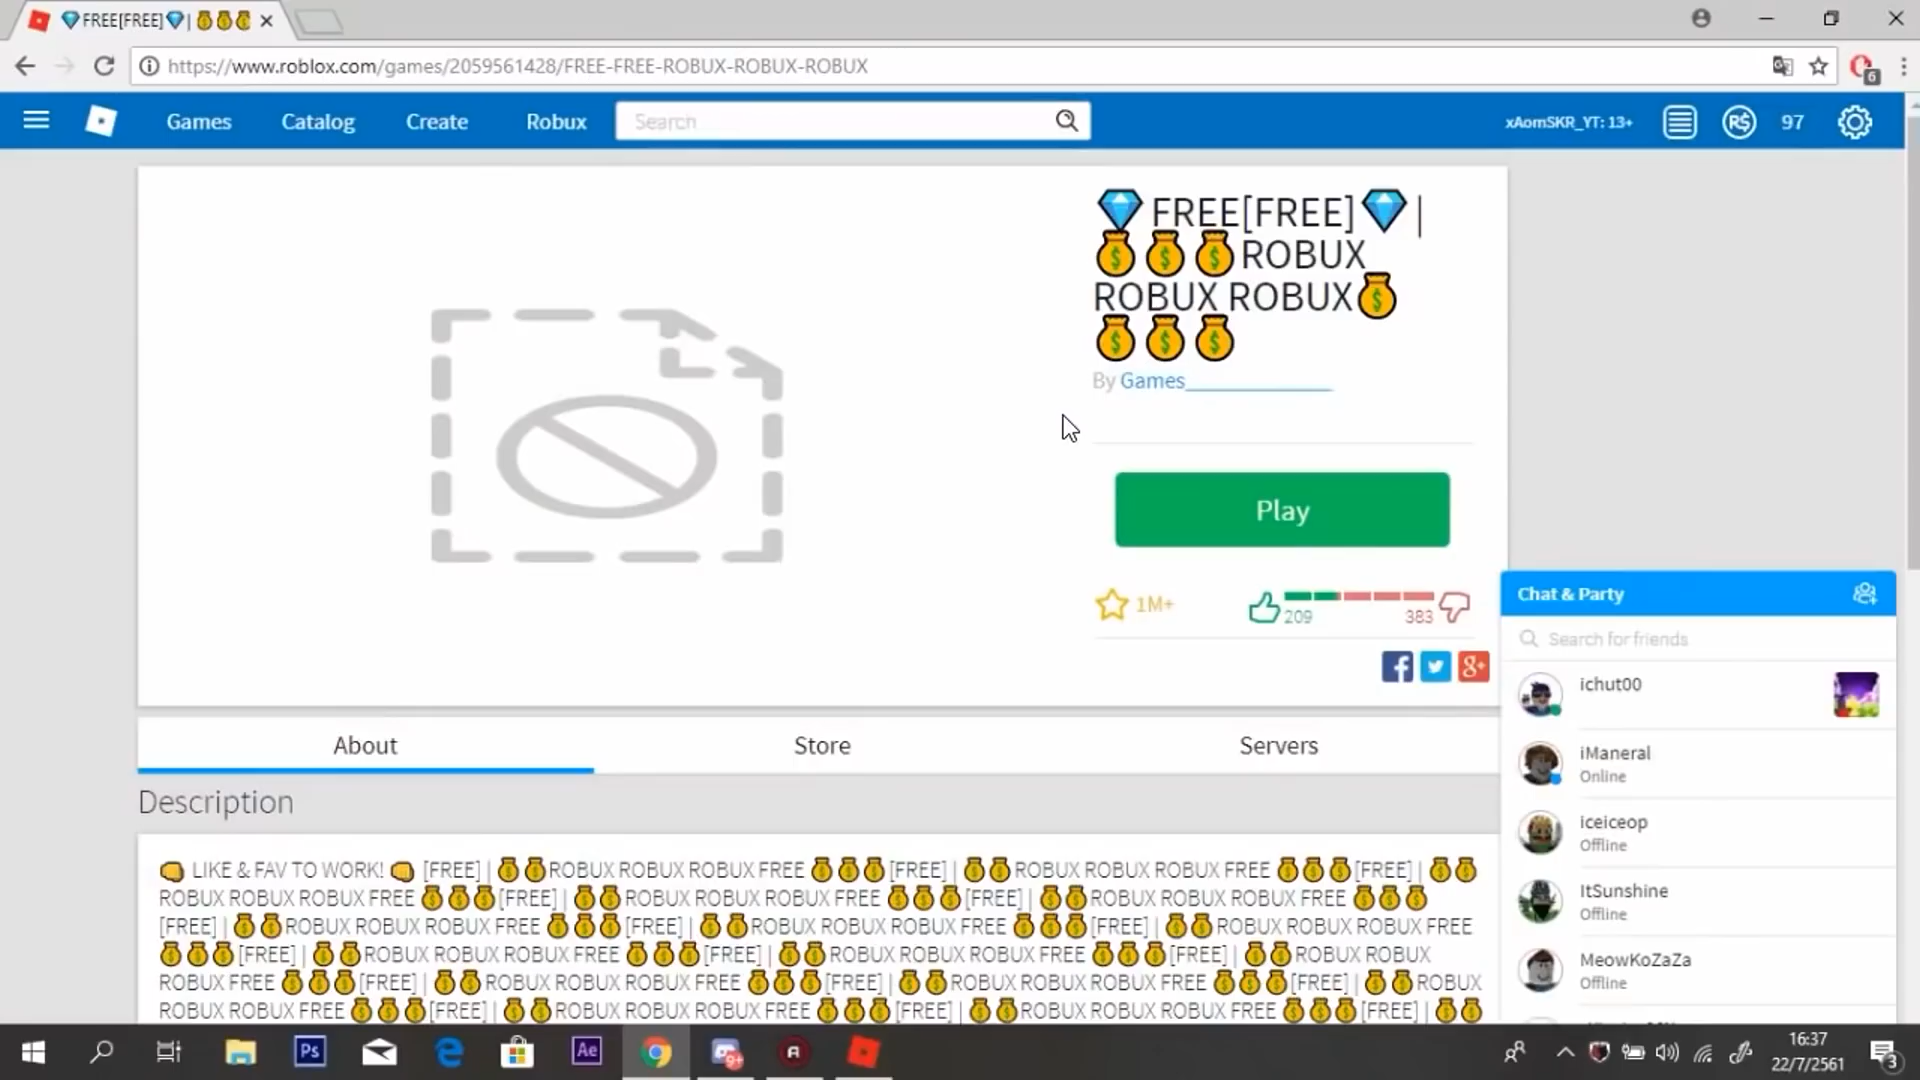 💎FREE[FREE]💎| 💰💰💰
https://www.roblox.com/games/2059561428/FREE-FREE-ROBUX-ROBUX-ROBUX
6
Games Catalog Create Robux Search xAomSKR_YT: 13+ R$ 97
💎FREE[FREE]💎|
💰💰💰ROBUX
ROBUX ROBUX💰
💰💰💰
By Games_____________
Play
1M+ 209 383
About Store Servers
Description
👊 LIKE & FAV TO WORK! 👊 [FREE] | 💰💰ROBUX ROBUX ROBUX FREE 💰💰💰[FREE] | 💰💰ROBUX ROBUX ROBUX FREE 💰💰💰[FREE] | 💰💰
ROBUX ROBUX ROBUX FREE 💰💰💰[FREE] | 💰💰ROBUX ROBUX ROBUX FREE 💰💰💰[FREE] | 💰💰ROBUX ROBUX ROBUX FREE 💰💰💰
[FREE] | 💰💰ROBUX ROBUX ROBUX FREE 💰💰💰[FREE] | 💰💰ROBUX ROBUX ROBUX FREE 💰💰💰[FREE] | 💰💰ROBUX ROBUX ROBUX FREE
💰💰💰[FREE] | 💰💰ROBUX ROBUX ROBUX FREE 💰💰💰[FREE] | 💰💰ROBUX ROBUX ROBUX FREE 💰💰💰[FREE] | 💰💰ROBUX ROBUX
ROBUX FREE 💰💰💰[FREE] | 💰💰ROBUX ROBUX ROBUX FREE 💰💰💰[FREE] | 💰💰ROBUX ROBUX ROBUX FREE 💰💰💰[FREE] | 💰💰ROBUX
ROBUX ROBUX FREE 💰💰💰[FREE] | 💰💰ROBUX ROBUX ROBUX FREE 💰💰💰[FREE] | 💰💰ROBUX ROBUX ROBUX FREE 💰💰💰[FREE] | 💰💰
Chat & Party
Search for friends
ichut00
iManeral
Online
iceiceop
Offline
ItSunshine
Offline
MeowKoZaZa
Offline
Ps
Ae
9+
16:37
22/7/2561
3